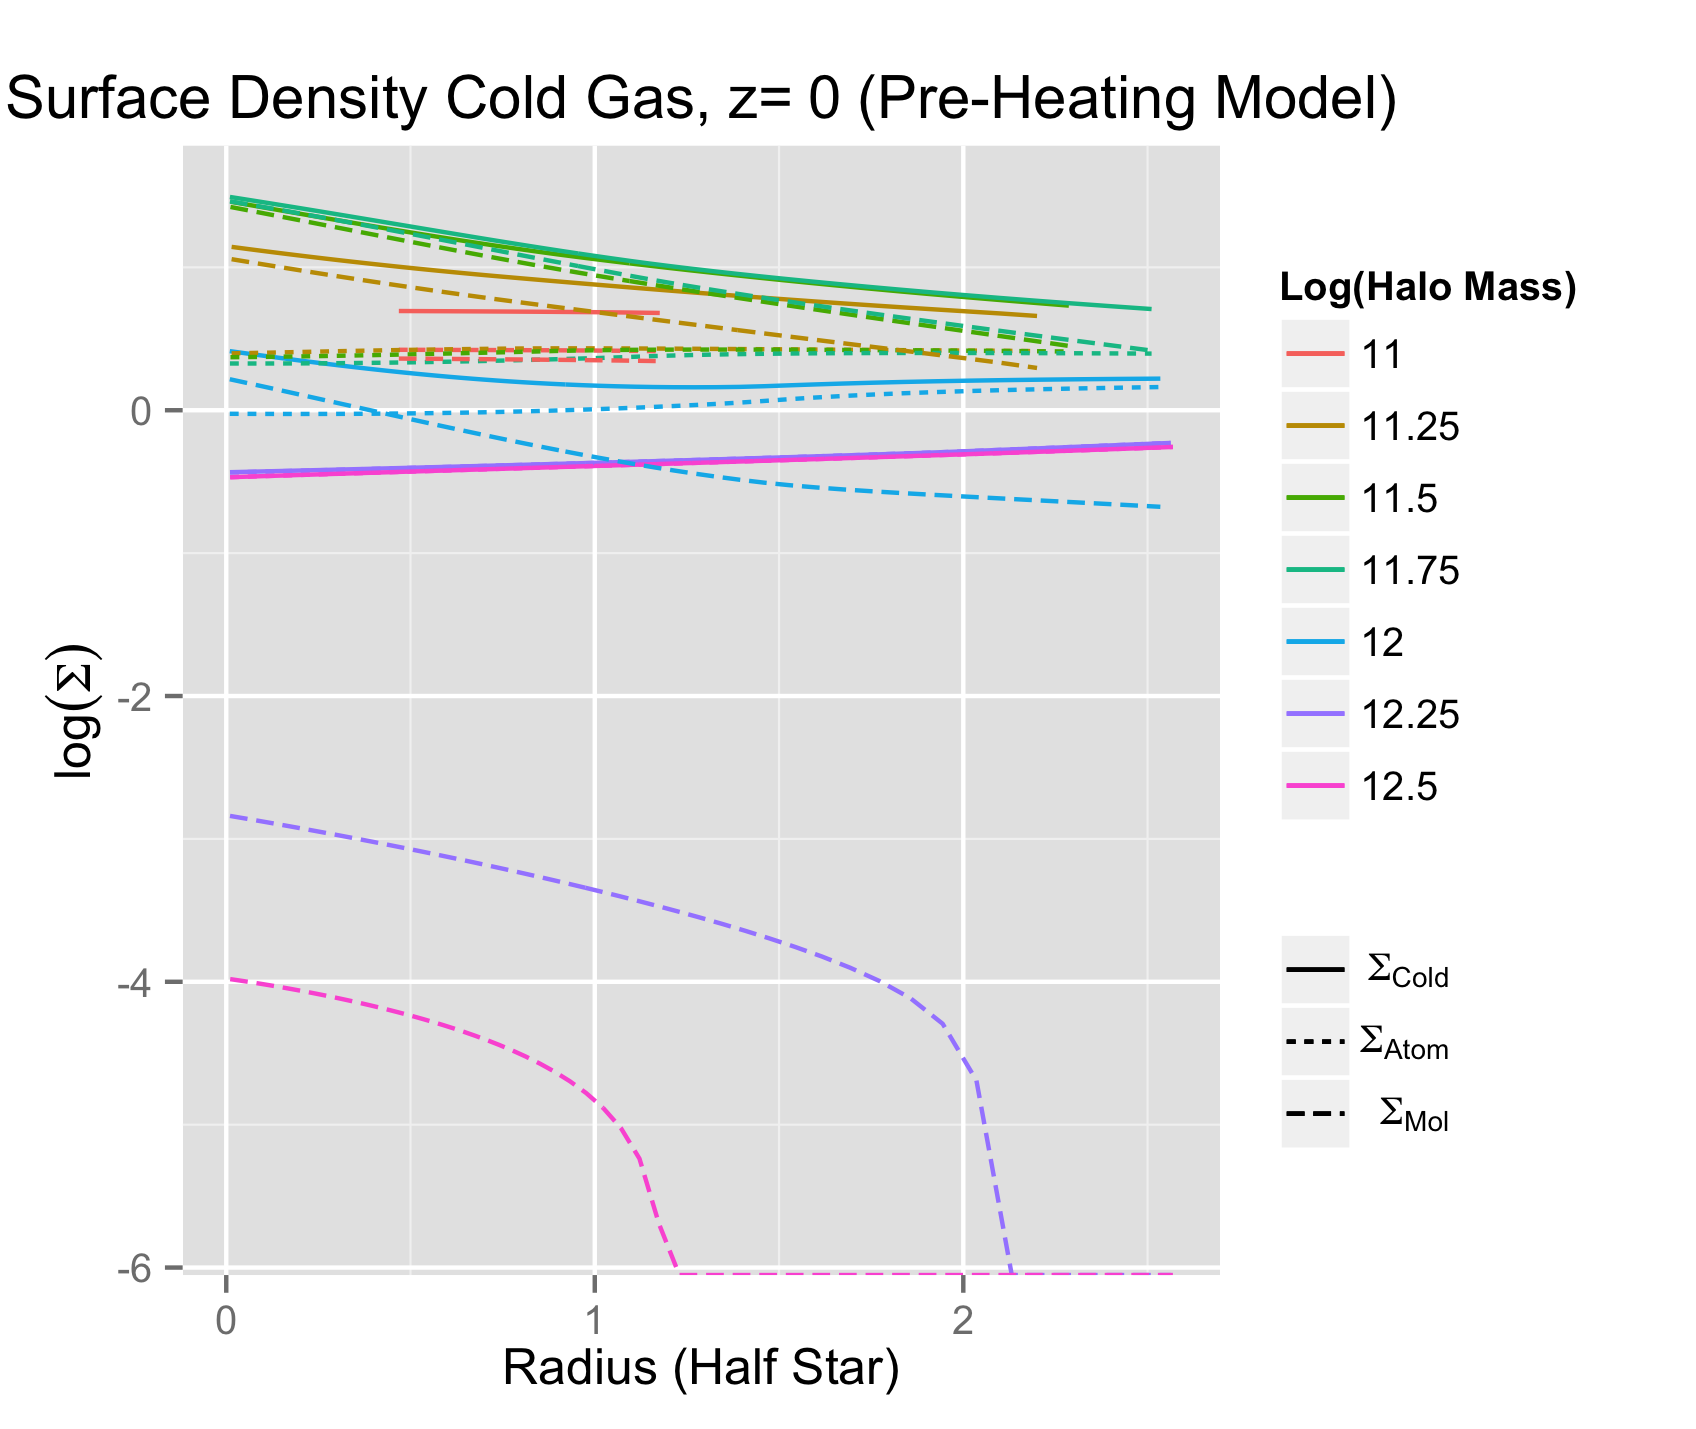 Surface Density Cold Gas, z= 0 (Pre-Heating Model)
log(Σ)
0
-2
-4
-6
0 1 2
Radius (Half Star)
Log(Halo Mass)
11
11.25
11.5
11.75
12
12.25
12.5
ΣCold
ΣAtom
ΣMol